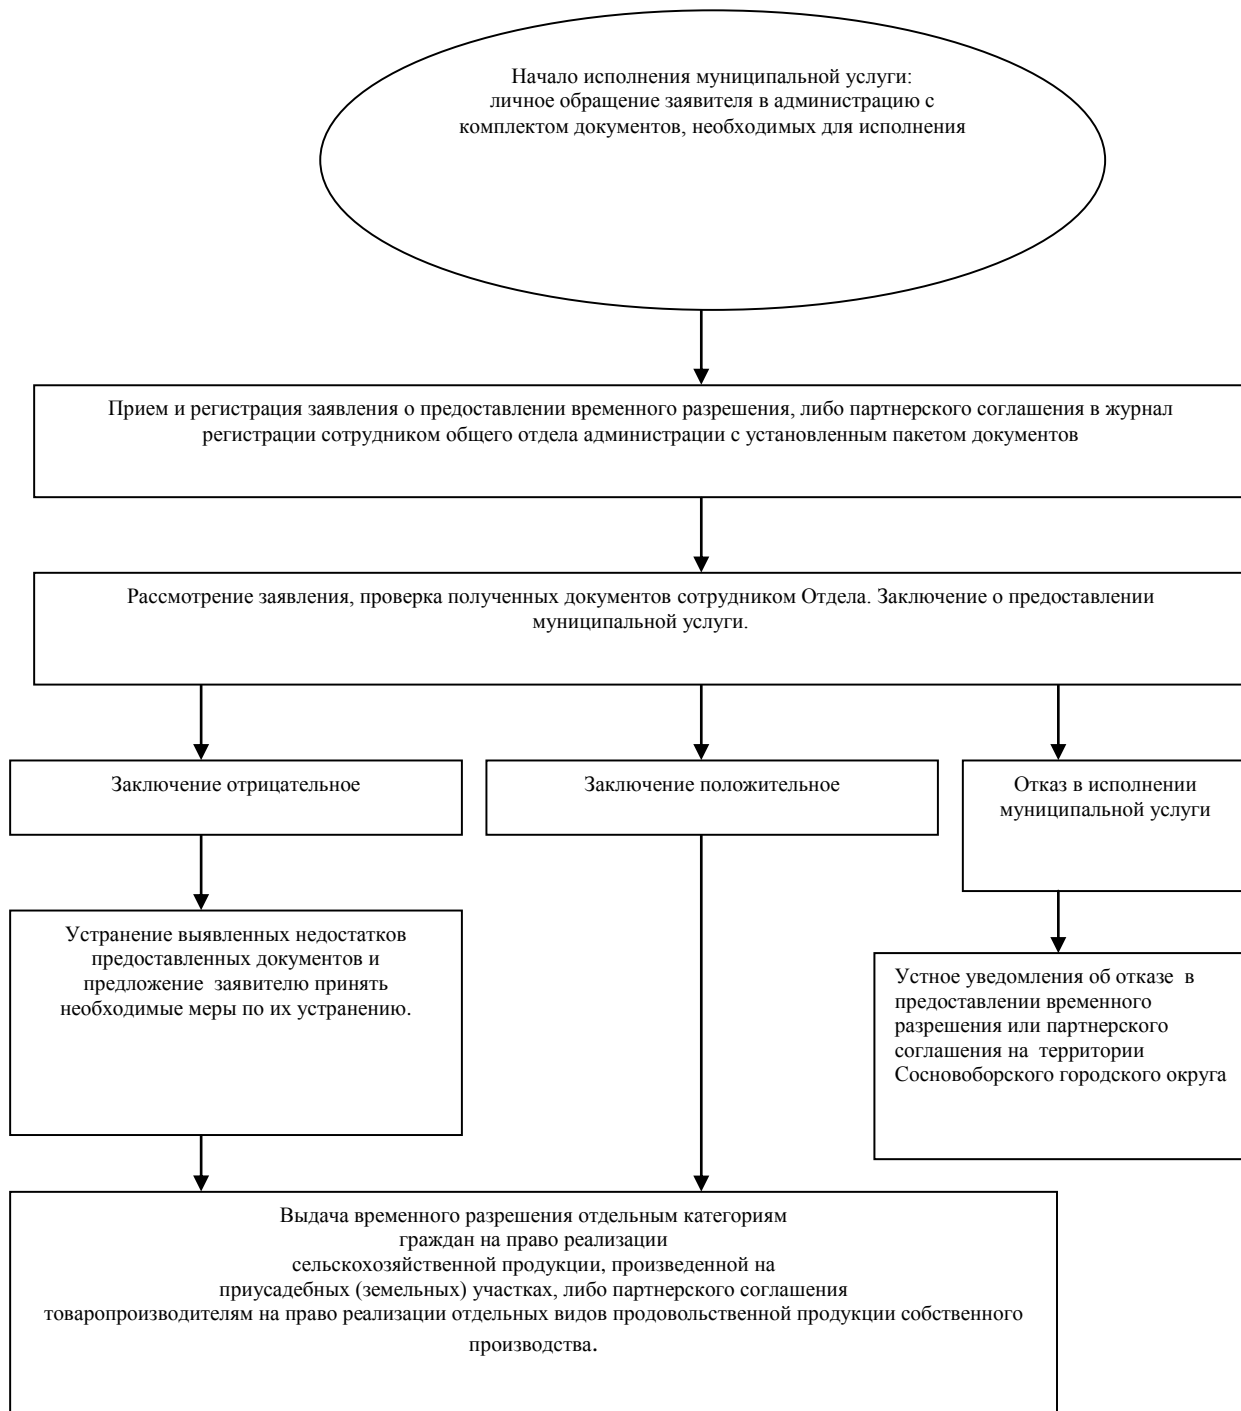 Начало исполнения муниципальной услуги:
личное обращение заявителя в администрацию с
комплектом документов, необходимых для исполнения
Прием и регистрация заявления о предоставлении временного разрешения, либо партнерского соглашения в журнал
регистрации сотрудником общего отдела администрации с установленным пакетом документов
Рассмотрение заявления, проверка полученных документов сотрудником Отдела. Заключение о предоставлении
муниципальной услуги.
Заключение отрицательное
Заключение положительное
Отказ в исполнении
муниципальной услуги
Устранение выявленных недостатков
предоставленных документов и
предложение заявителю принять
необходимые меры по их устранению.
Устное уведомления об отказе в
предоставлении временного
разрешения или партнерского
соглашения на территории
Сосновоборского городского округа
Выдача временного разрешения отдельным категориям
граждан на право реализации
сельскохозяйственной продукции, произведенной на
приусадебных (земельных) участках, либо партнерского соглашения
товаропроизводителям на право реализации отдельных видов продовольственной продукции собственного
производства.